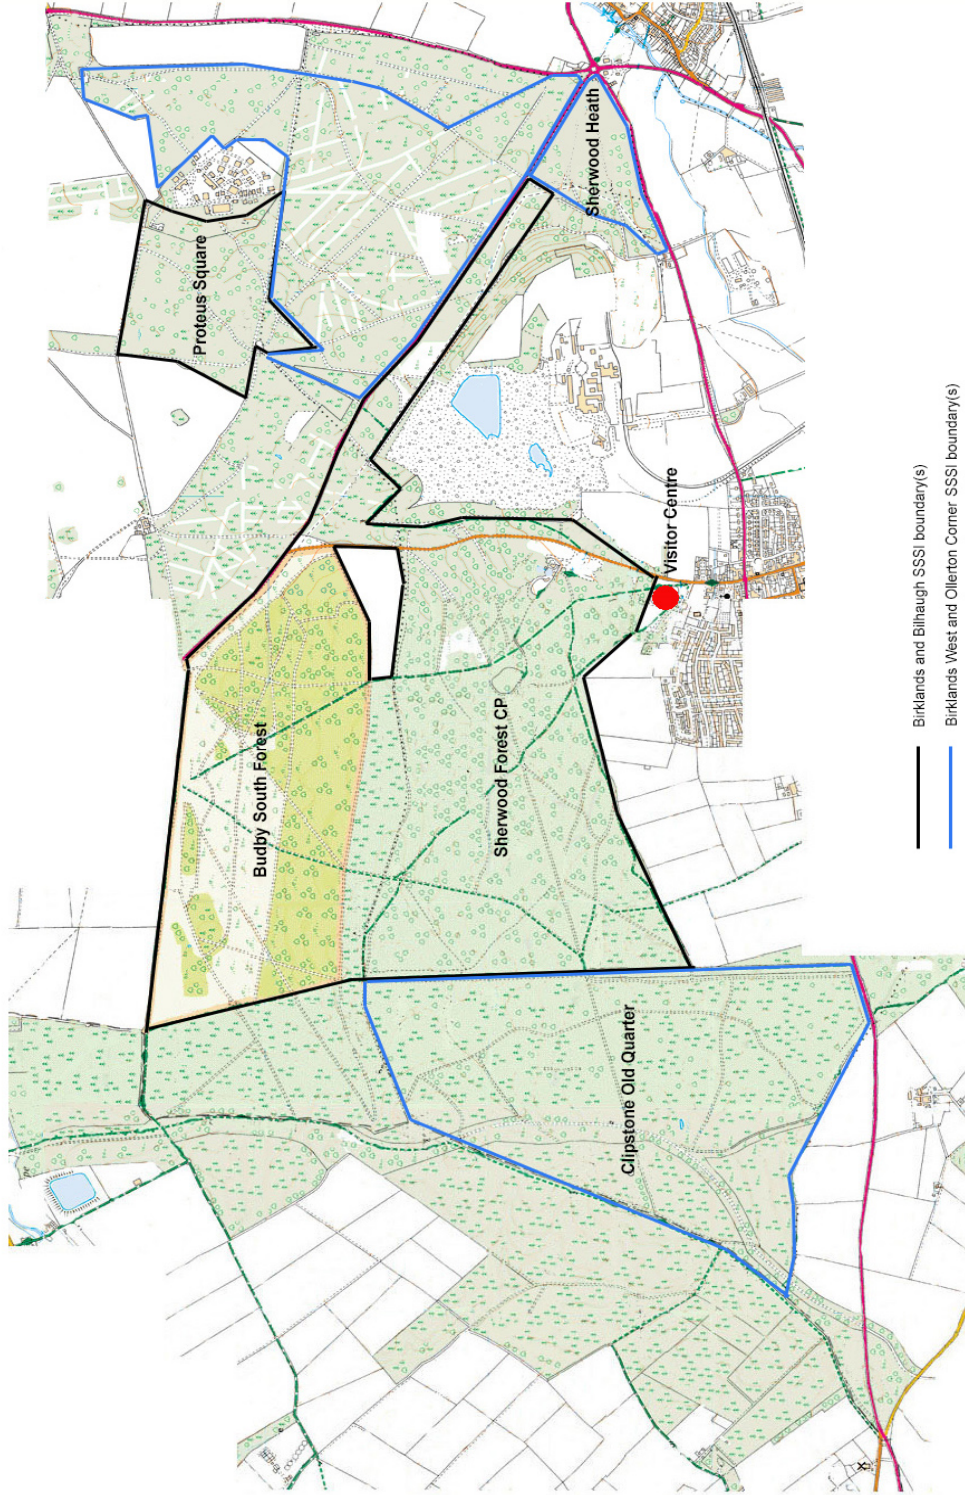 Proteus Square
Sherwood Heath
Budby South Forest
Sherwood Forest CP
Visitor Centre
Clipstone Old Quarter
Birklands and Bilhaugh SSSI boundary(s)
Birklands West and Ollerton Corner SSSI boundary(s)